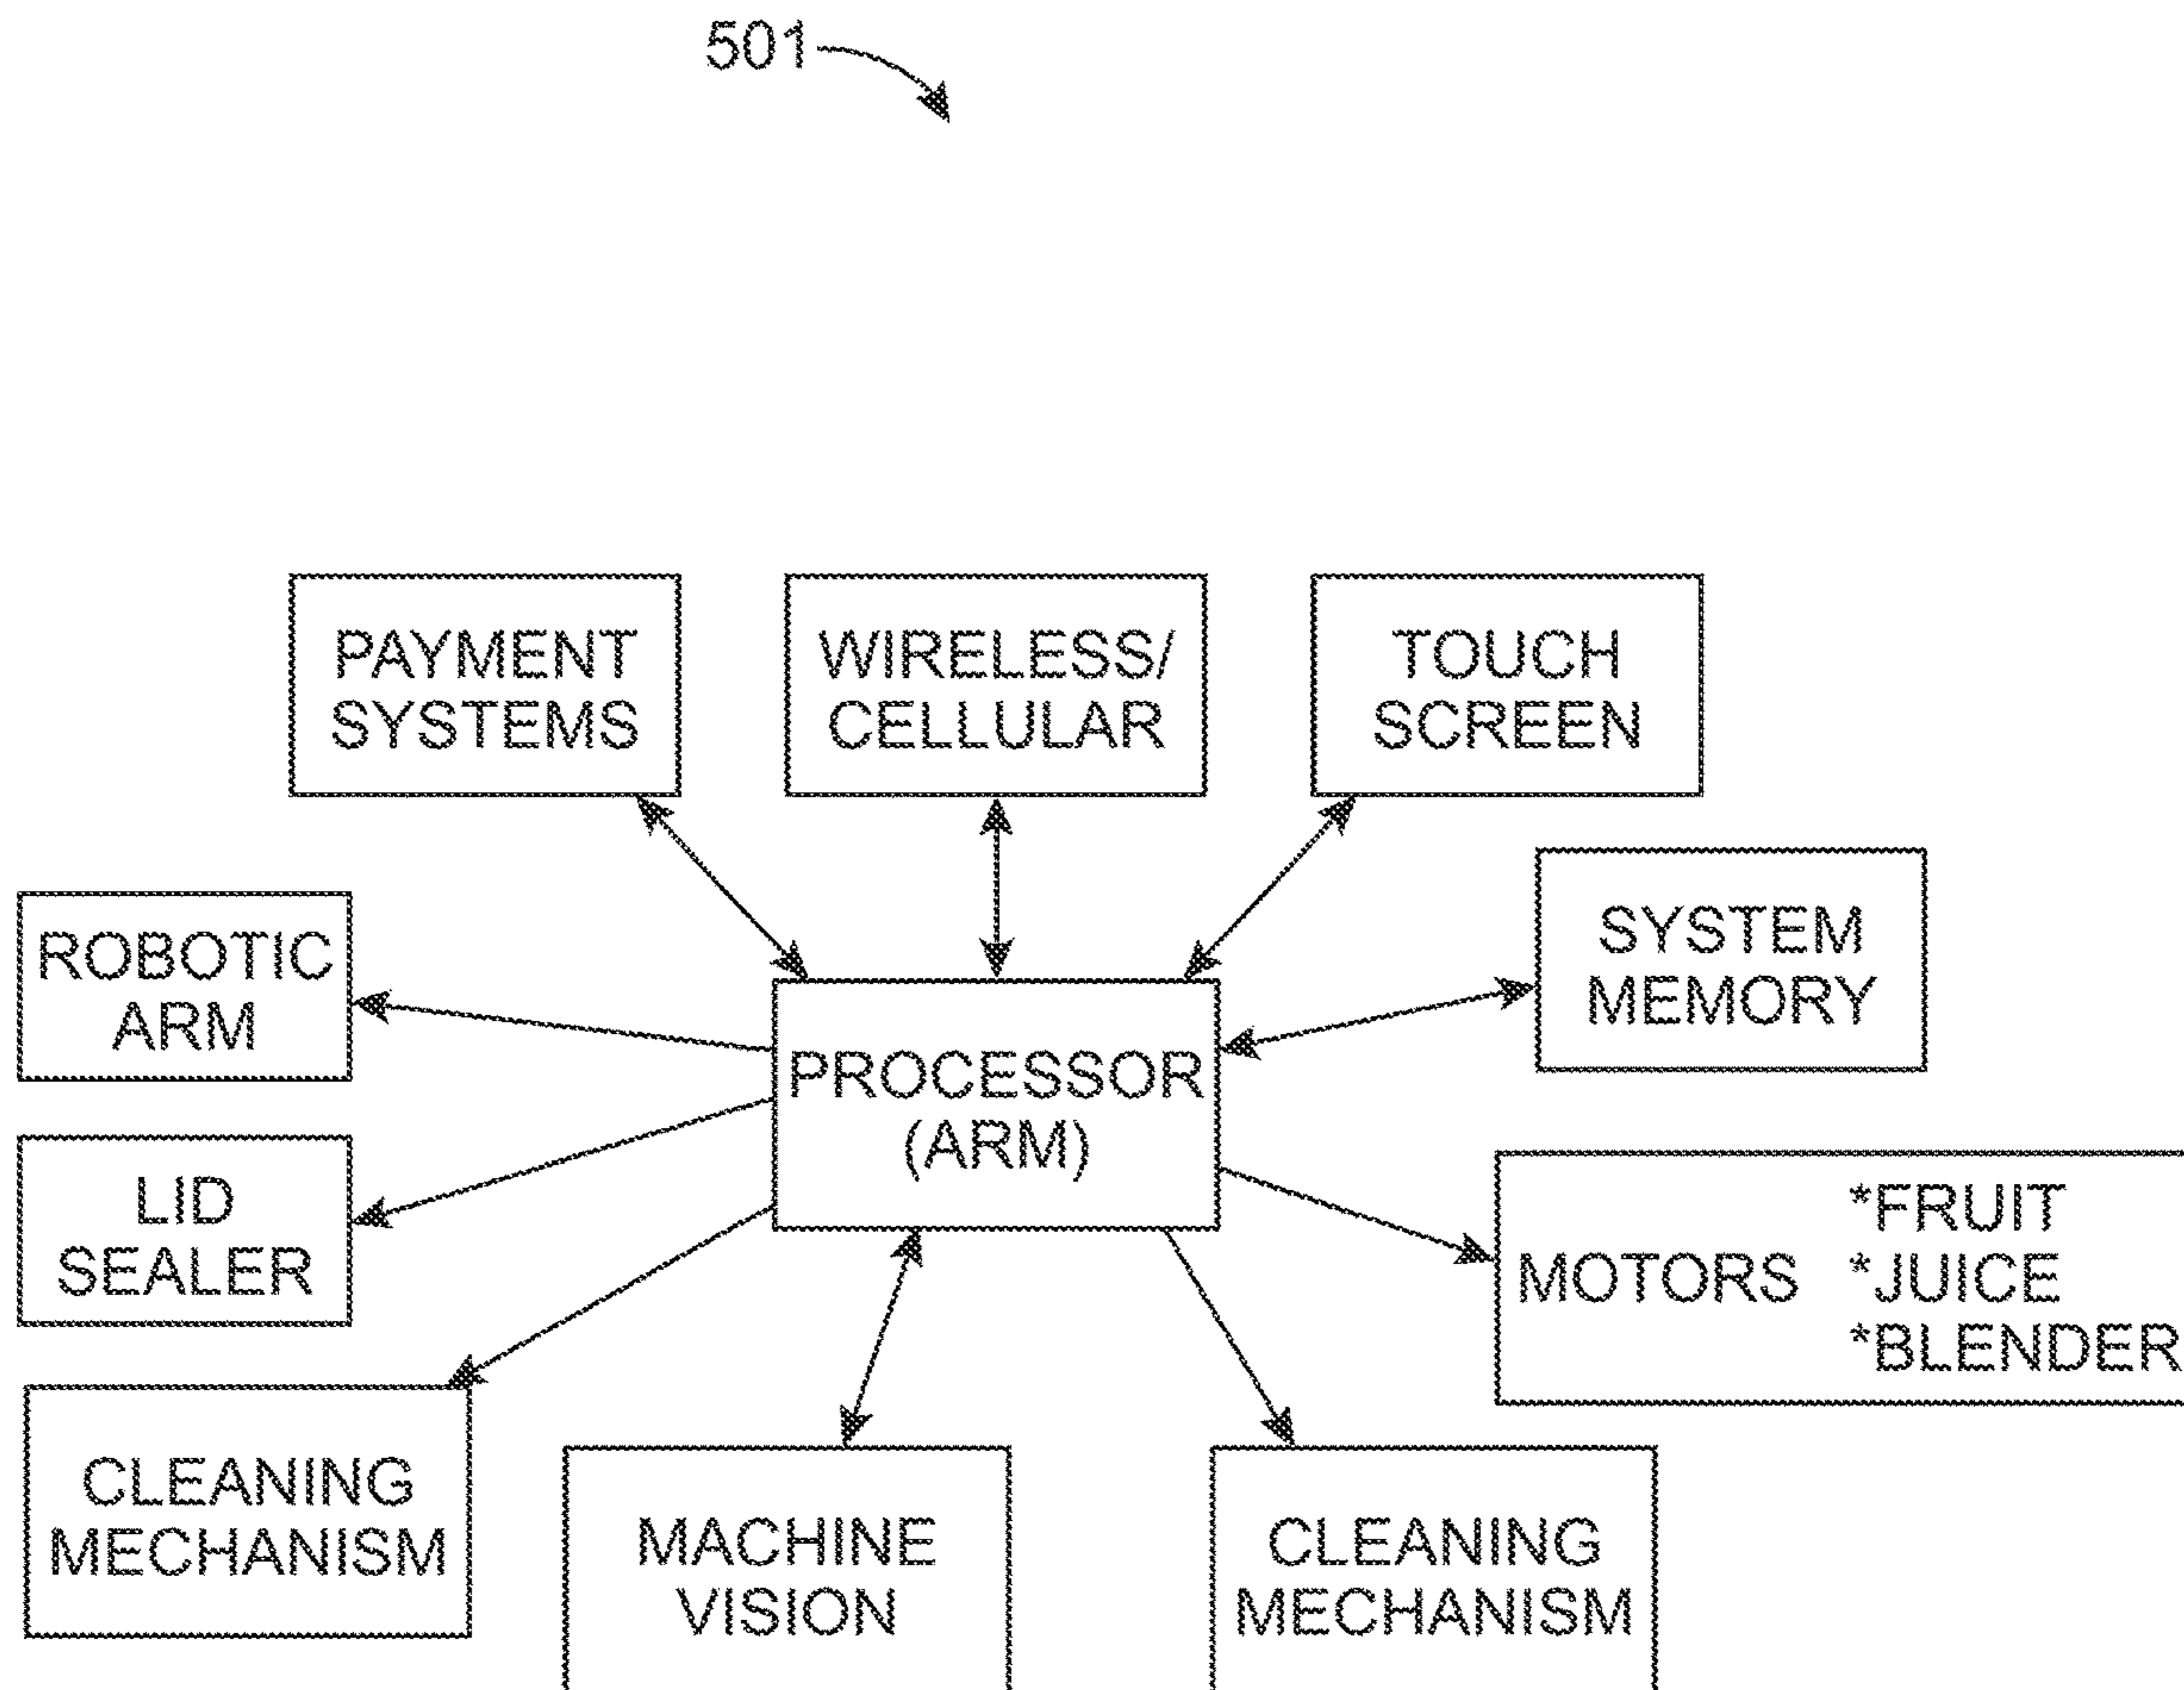 501
PAYMENT
SYSTEMS
WIRELESS/
CELLULAR
TOUCH
SCREEN
SYSTEM
MEMORY
ROBOTIC
ARM
PROCESSOR
(ARM)
LID
SEALER
MOTORS
*FRUIT
*JUICE
*BLENDER
CLEANING
MECHANISM
MACHINE
VISION
CLEANING
MECHANISM